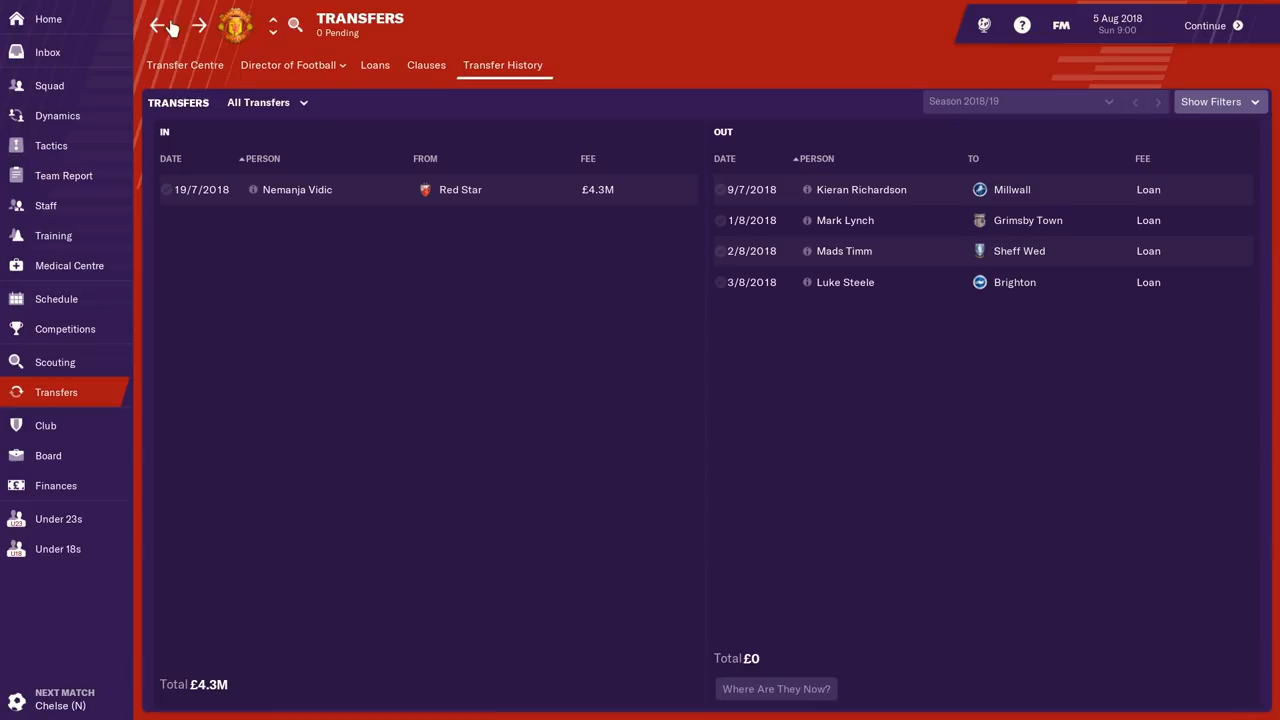 Home
Inbox
Squad
Dynamics
Tactics
Team Report
Staff
Training
Medical Centre
Schedule
Competitions
Scouting
Transfers
Club
Board
Finances
U23 Under 23s
U18 Under 18s
NEXT MATCH
Chelse (N)
TRANSFERS
0 Pending
? FM 5 Aug 2018
Sun 9:00
Continue
Transfer Centre Director of Football Loans Clauses Transfer History
TRANSFERS All Transfers Season 2018/19 Show Filters
IN
DATE PERSON FROM FEE
19/7/2018 Nemanja Vidic Red Star £4.3M
Total £4.3M
OUT
DATE PERSON TO FEE
9/7/2018 Kieran Richardson Millwall Loan
1/8/2018 Mark Lynch Grimsby Town Loan
2/8/2018 Mads Timm Sheff Wed Loan
3/8/2018 Luke Steele Brighton Loan
Total £0
Where Are They Now?